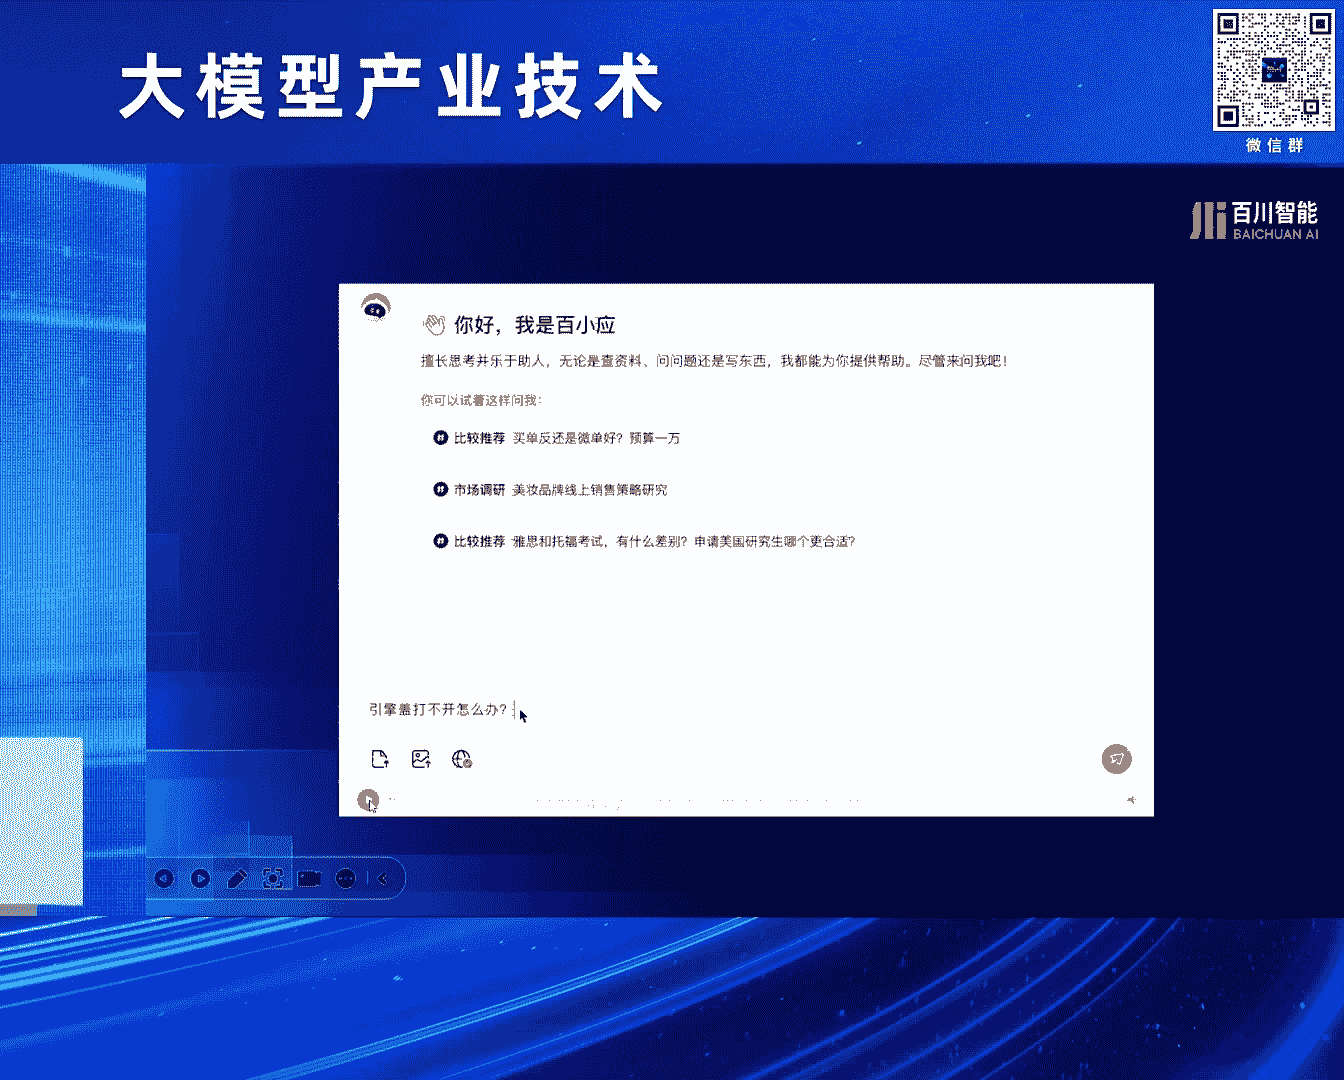 大模型产业技术
微信群
百川智能
BAICHUAN AI
你好，我是百小应
擅长思考并乐于助人，无论是查资料、问问题还是写东西，我都能为你提供帮助。尽管来问我吧！
你可以试着这样问我：
# 比较推荐 买单反还是微单好？预算一万
# 市场调研 美妆品牌线上销售策略研究
# 比较推荐 雅思和托福考试，有什么差别？申请美国研究生哪个更合适？
引擎盖打不开怎么办？